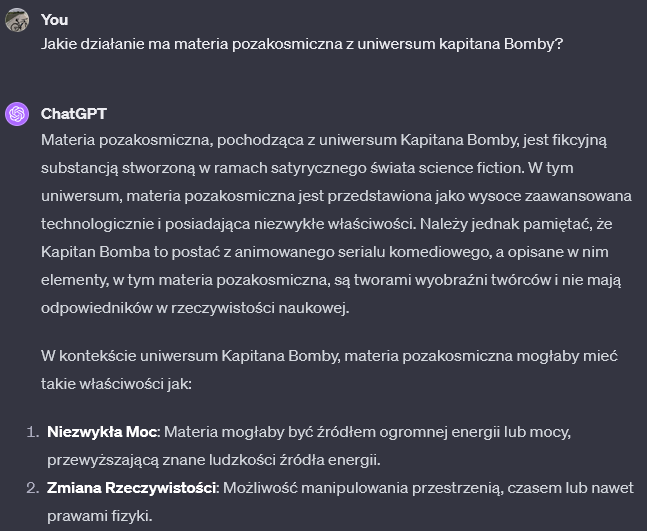 You
Jakie działanie ma materia pozakosmiczna z uniwersum kapitana Bomby?
ChatGPT
Materia pozakosmiczna, pochodząca z uniwersum Kapitana Bomby, jest fikcyjną
substancją stworzoną w ramach satyrycznego świata science fiction. W tym
uniwersum, materia pozakosmiczna jest przedstawiona jako wysoce zaawansowana
technologicznie i posiadająca niezwykłe właściwości. Należy jednak pamiętać, że
Kapitan Bomba to postać z animowanego serialu komediowego, a opisane w nim
elementy, w tym materia pozakosmiczna, są tworami wyobraźni twórców i nie mają
odpowiedników w rzeczywistości naukowej.
W kontekście uniwersum Kapitana Bomby, materia pozakosmiczna mogłaby mieć
takie właściwości jak:
1. Niezwykła Moc: Materia mogłaby być źródłem ogromnej energii lub mocy,
przewyższającą znane ludzkości źródła energii.
2. Zmiana Rzeczywistości: Możliwość manipulowania przestrzenią, czasem lub nawet
prawami fizyki.